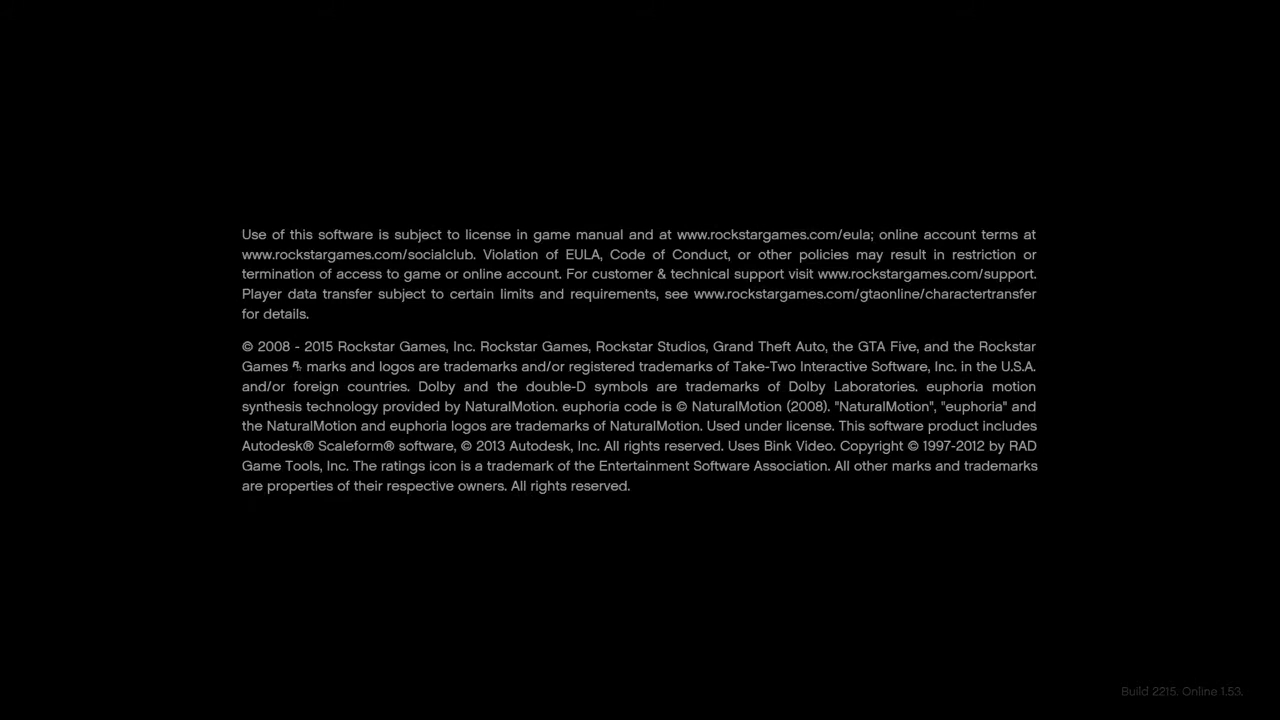 Use of this software is subject to license in game manual and at www.rockstargames.com/eula; online account terms at
www.rockstargames.com/socialclub. Violation of EULA, Code of Conduct, or other policies may result in restriction or
termination of access to game or online account. For customer & technical support visit www.rockstargames.com/support.
Player data transfer subject to certain limits and requirements, see www.rockstargames.com/gtaonline/charactertransfer
for details.
© 2008 - 2015 Rockstar Games, Inc. Rockstar Games, Rockstar Studios, Grand Theft Auto, the GTA Five, and the Rockstar
Games R* marks and logos are trademarks and/or registered trademarks of Take-Two Interactive Software, Inc. in the U.S.A.
and/or foreign countries. Dolby and the double-D symbols are trademarks of Dolby Laboratories. euphoria motion
synthesis technology provided by NaturalMotion. euphoria code is © NaturalMotion (2008). "NaturalMotion", "euphoria" and
the NaturalMotion and euphoria logos are trademarks of NaturalMotion. Used under license. This software product includes
Autodesk® Scaleform® software, © 2013 Autodesk, Inc. All rights reserved. Uses Bink Video. Copyright © 1997-2012 by RAD
Game Tools, Inc. The ratings icon is a trademark of the Entertainment Software Association. All other marks and trademarks
are properties of their respective owners. All rights reserved.
Build 2215. Online 1.53.